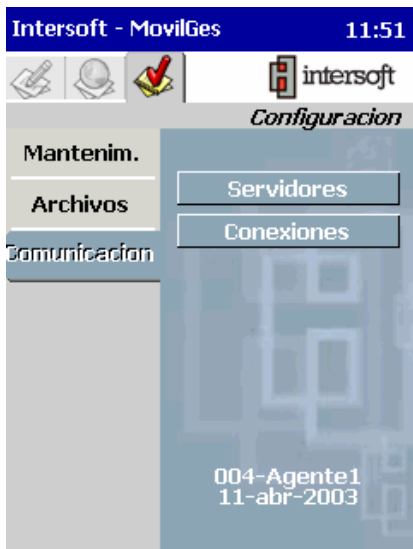 Intersoft - MovilGes 11:51
intersoft
Configuracion
Mantenim.
Archivos
Comunicacion
Servidores
Conexiones
004-Agente1
11-abr-2003